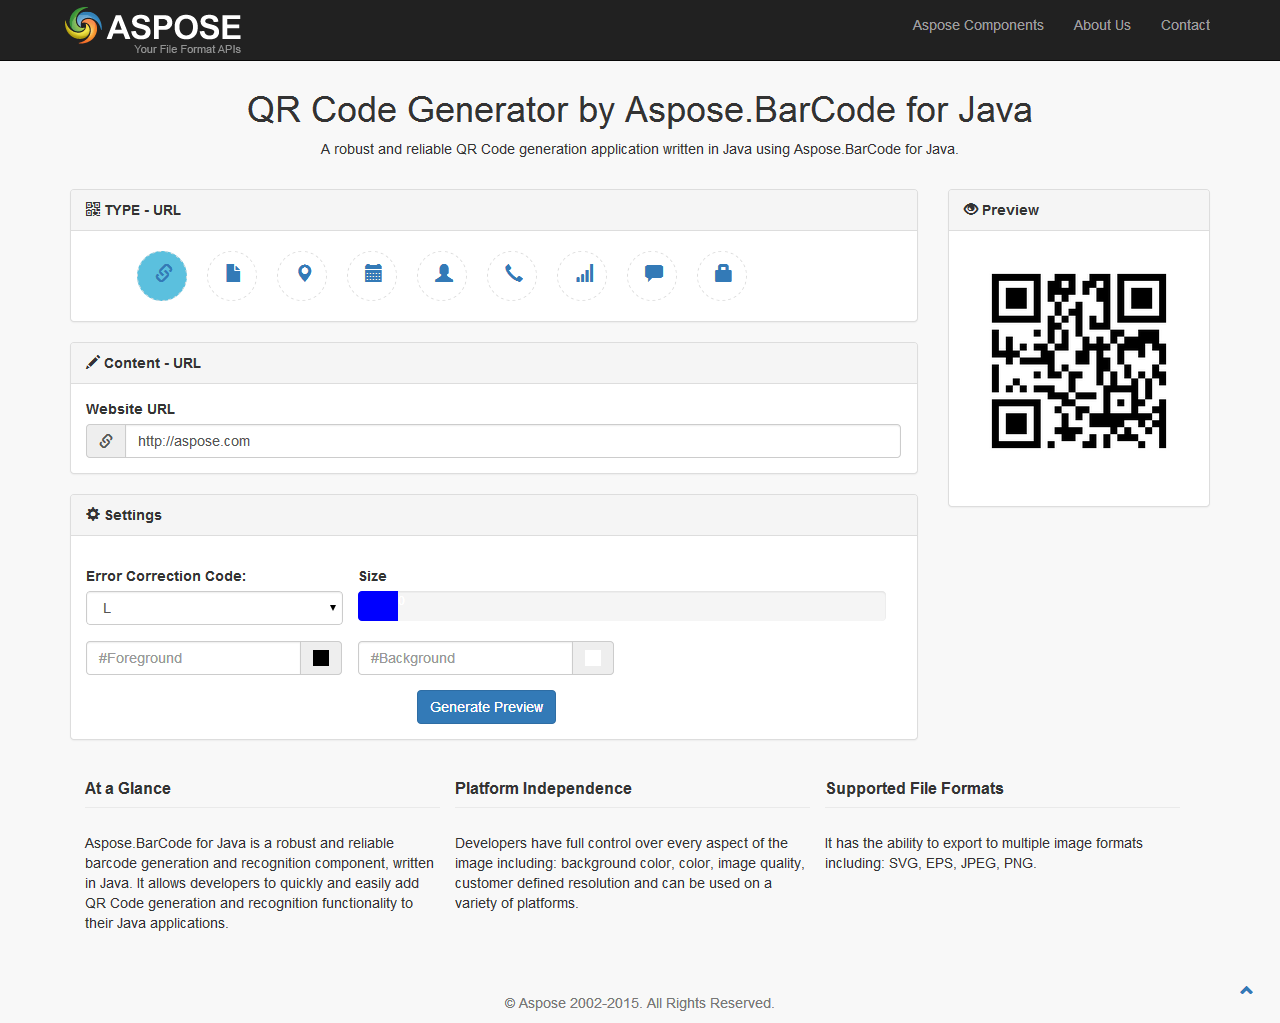 ASPOSE
Your File Format APIs
Aspose Components About Us Contact
QR Code Generator by Aspose.BarCode for Java
A robust and reliable QR Code generation application written in Java using Aspose.BarCode for Java.
TYPE - URL
Preview
Content - URL
Website URL
http://aspose.com
Settings
Error Correction Code:
Size
L
#Foreground
#Background
Generate Preview
At a Glance
Aspose.BarCode for Java is a robust and reliable
barcode generation and recognition component, written
in Java. It allows developers to quickly and easily add
QR Code generation and recognition functionality to
their Java applications.
Platform Independence
Developers have full control over every aspect of the
image including: background color, color, image quality,
customer defined resolution and can be used on a
variety of platforms.
Supported File Formats
It has the ability to export to multiple image formats
including: SVG, EPS, JPEG, PNG.
© Aspose 2002-2015. All Rights Reserved.